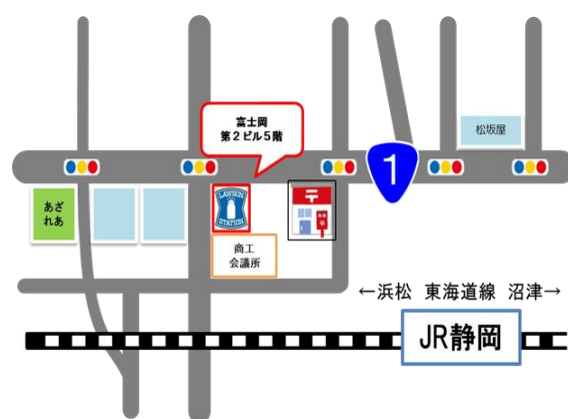 富士岡
第2ビル5階
松坂屋
1
あざ
れあ
LAWSON
STATION
〒
商工
会議所
←浜松 東海道線 沼津→
JR静岡